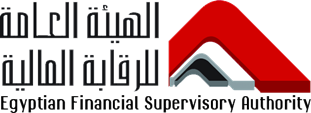 الهيئة العامة
للرقابة المالية
Egyptian Financial Supervisory Authority